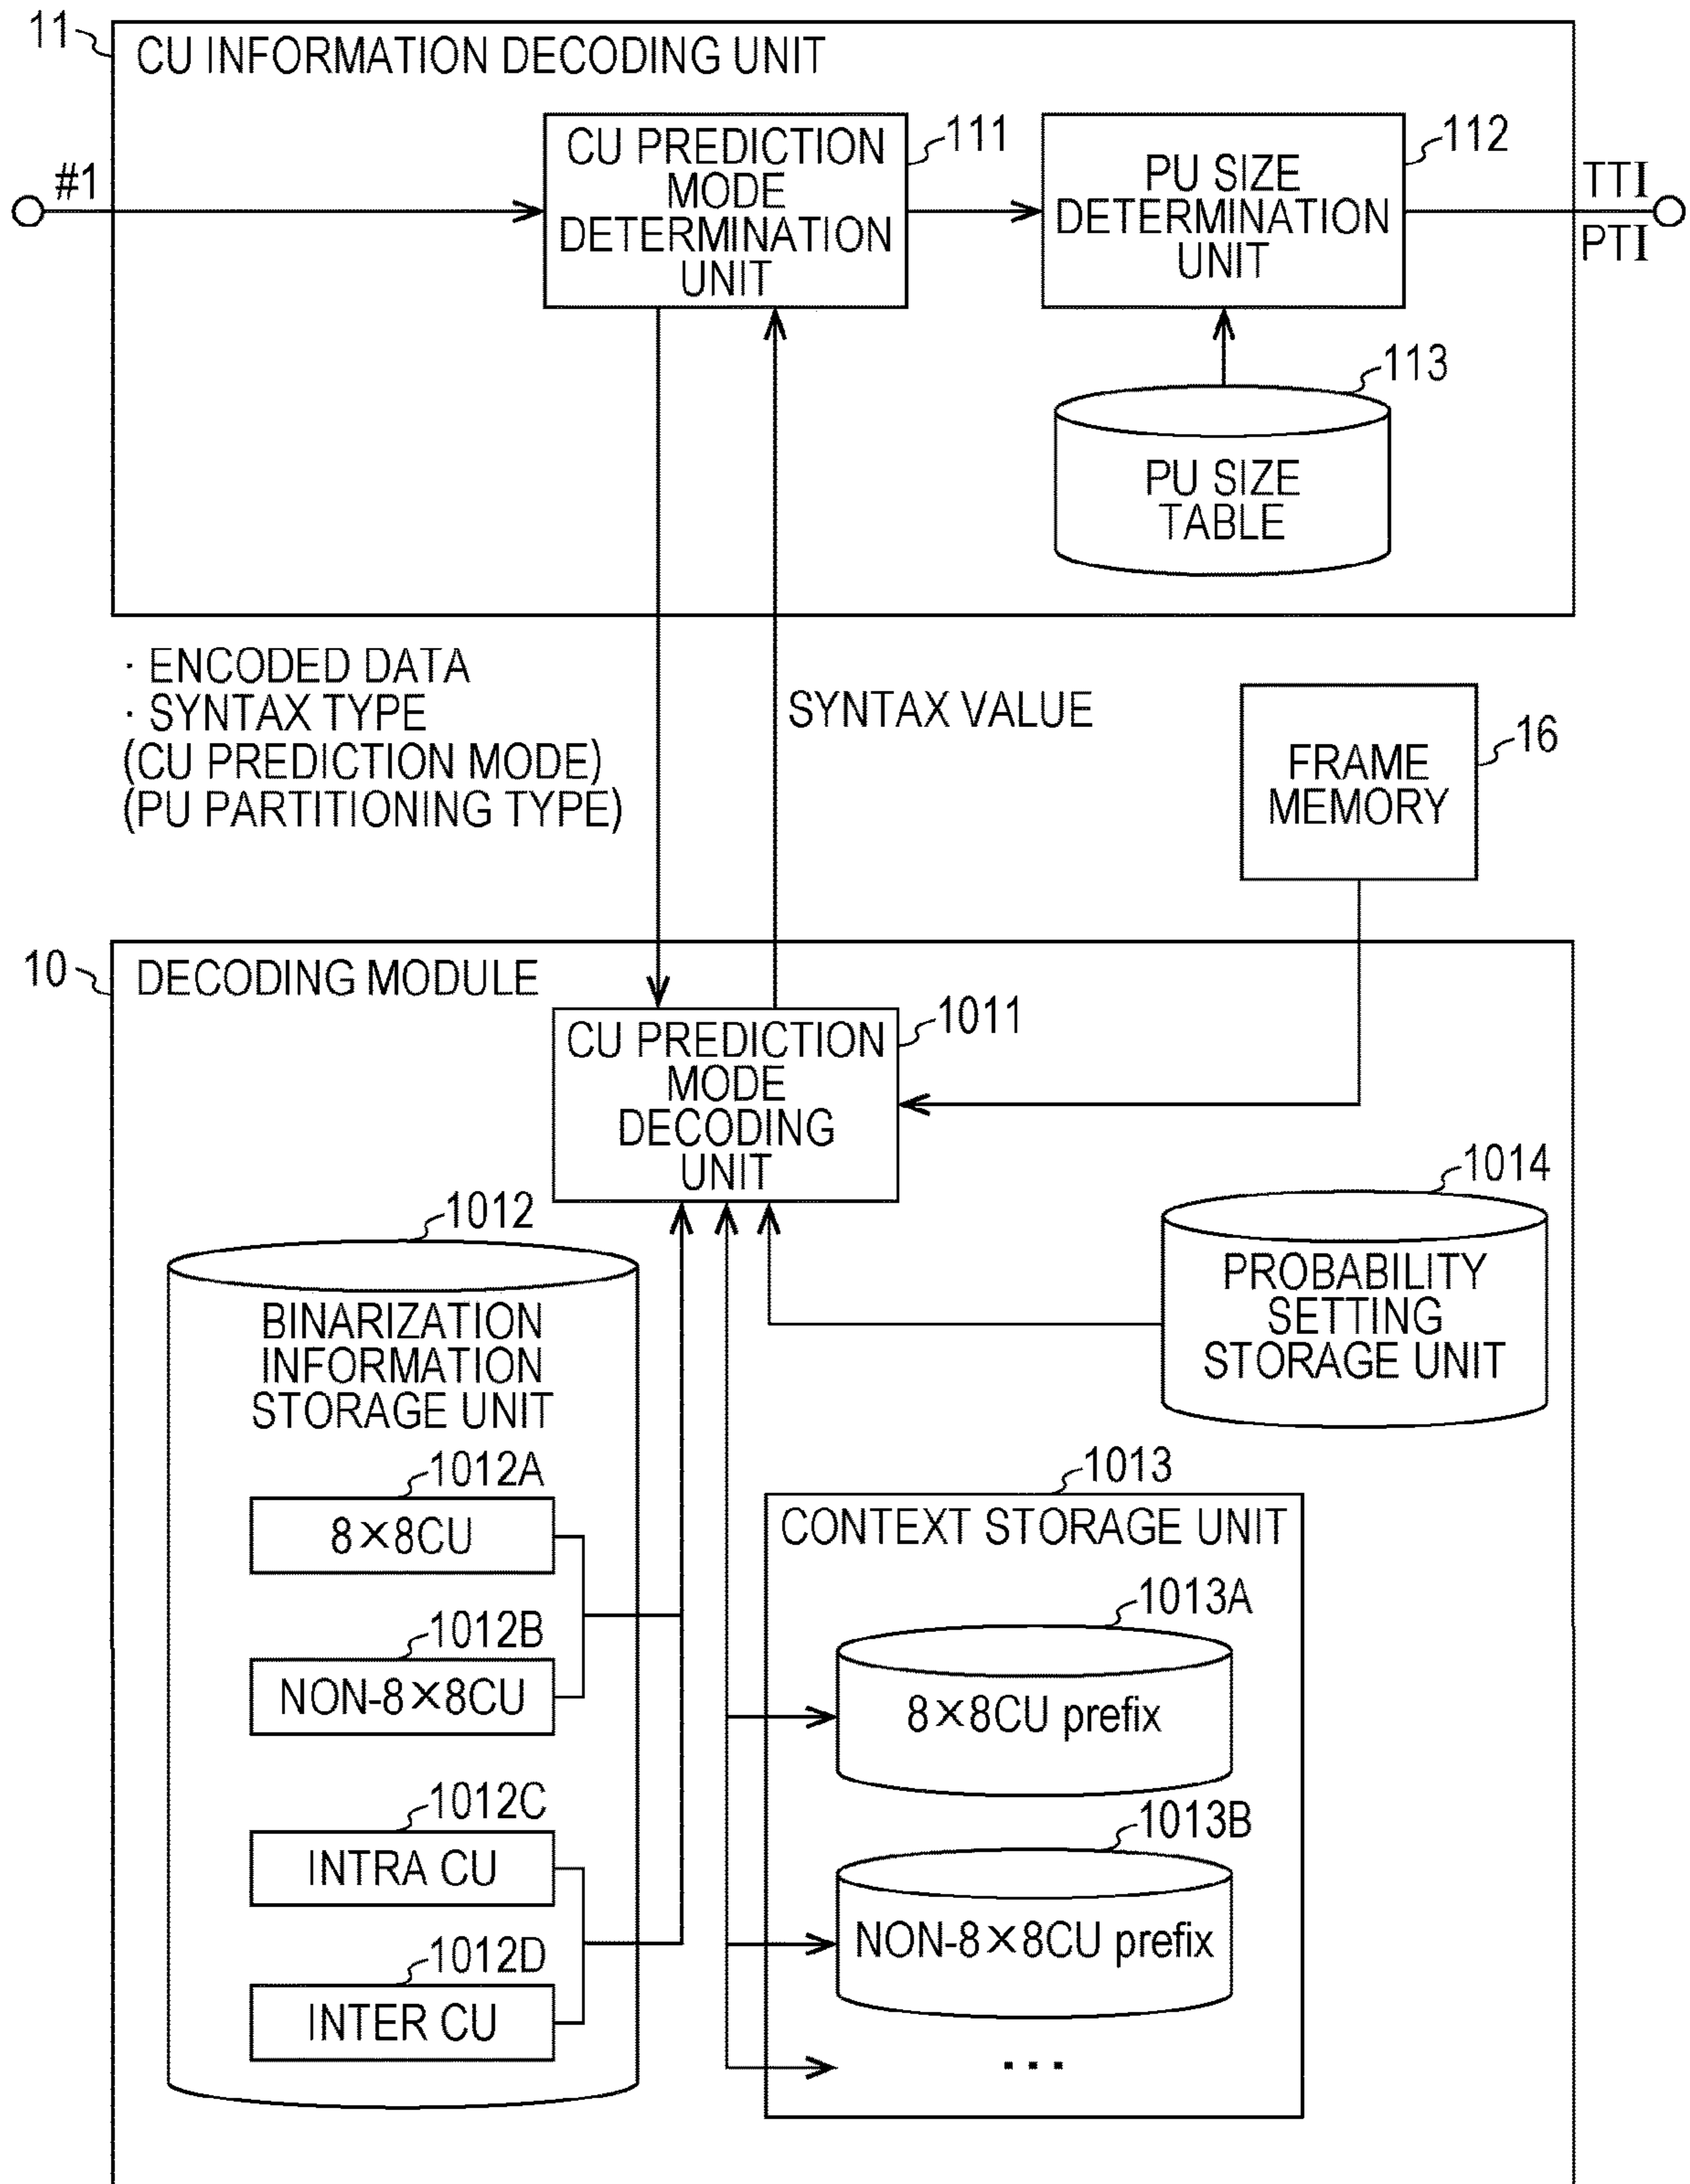 11
CU INFORMATION DECODING UNIT
#1
CU PREDICTION
MODE
DETERMINATION
UNIT
111
PU SIZE
DETERMINATION
UNIT
112
TTI
PTI
113
PU SIZE
TABLE
· ENCODED DATA
· SYNTAX TYPE
(CU PREDICTION MODE)
(PU PARTITIONING TYPE)
SYNTAX VALUE
16
FRAME
MEMORY
10
DECODING MODULE
CU PREDICTION
MODE
DECODING
UNIT
1011
1012
BINARIZATION
INFORMATION
STORAGE UNIT
1014
PROBABILITY
SETTING
STORAGE UNIT
1012A
8×8CU
1012B
NON-8×8CU
1012C
INTRA CU
1012D
INTER CU
1013
CONTEXT STORAGE UNIT
1013A
8×8CU prefix
1013B
NON-8×8CU prefix
...